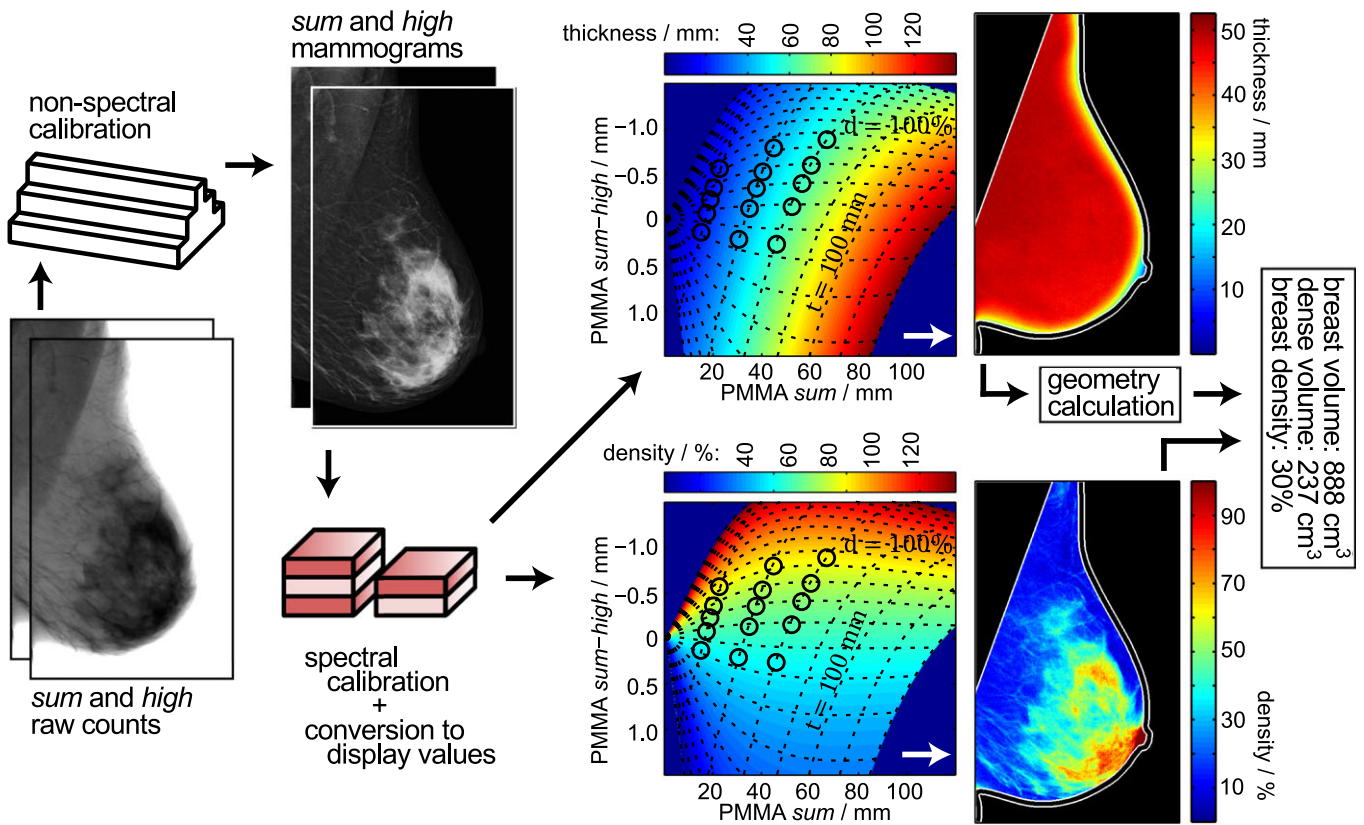 sum and high
mammograms
non-spectral
calibration
sum and high
raw counts
spectral
calibration
+
conversion to
display values
thickness / mm:
40
60
80
100
120
PMMA sum−high / mm
−1.0
−0.5
0
0.5
1.0
d = 100%
t = 100 mm
20 40 60 80 100
PMMA sum / mm
50
40
30
20
10
thickness / mm
geometry
calculation
breast volume: 888 cm³
dense volume: 237 cm³
breast density: 30%
density / %:
40
60
80
100
120
PMMA sum−high / mm
−1.0
−0.5
0
0.5
1.0
d = 100%
t = 100 mm
20 40 60 80 100
PMMA sum / mm
90
70
50
30
10
density / %